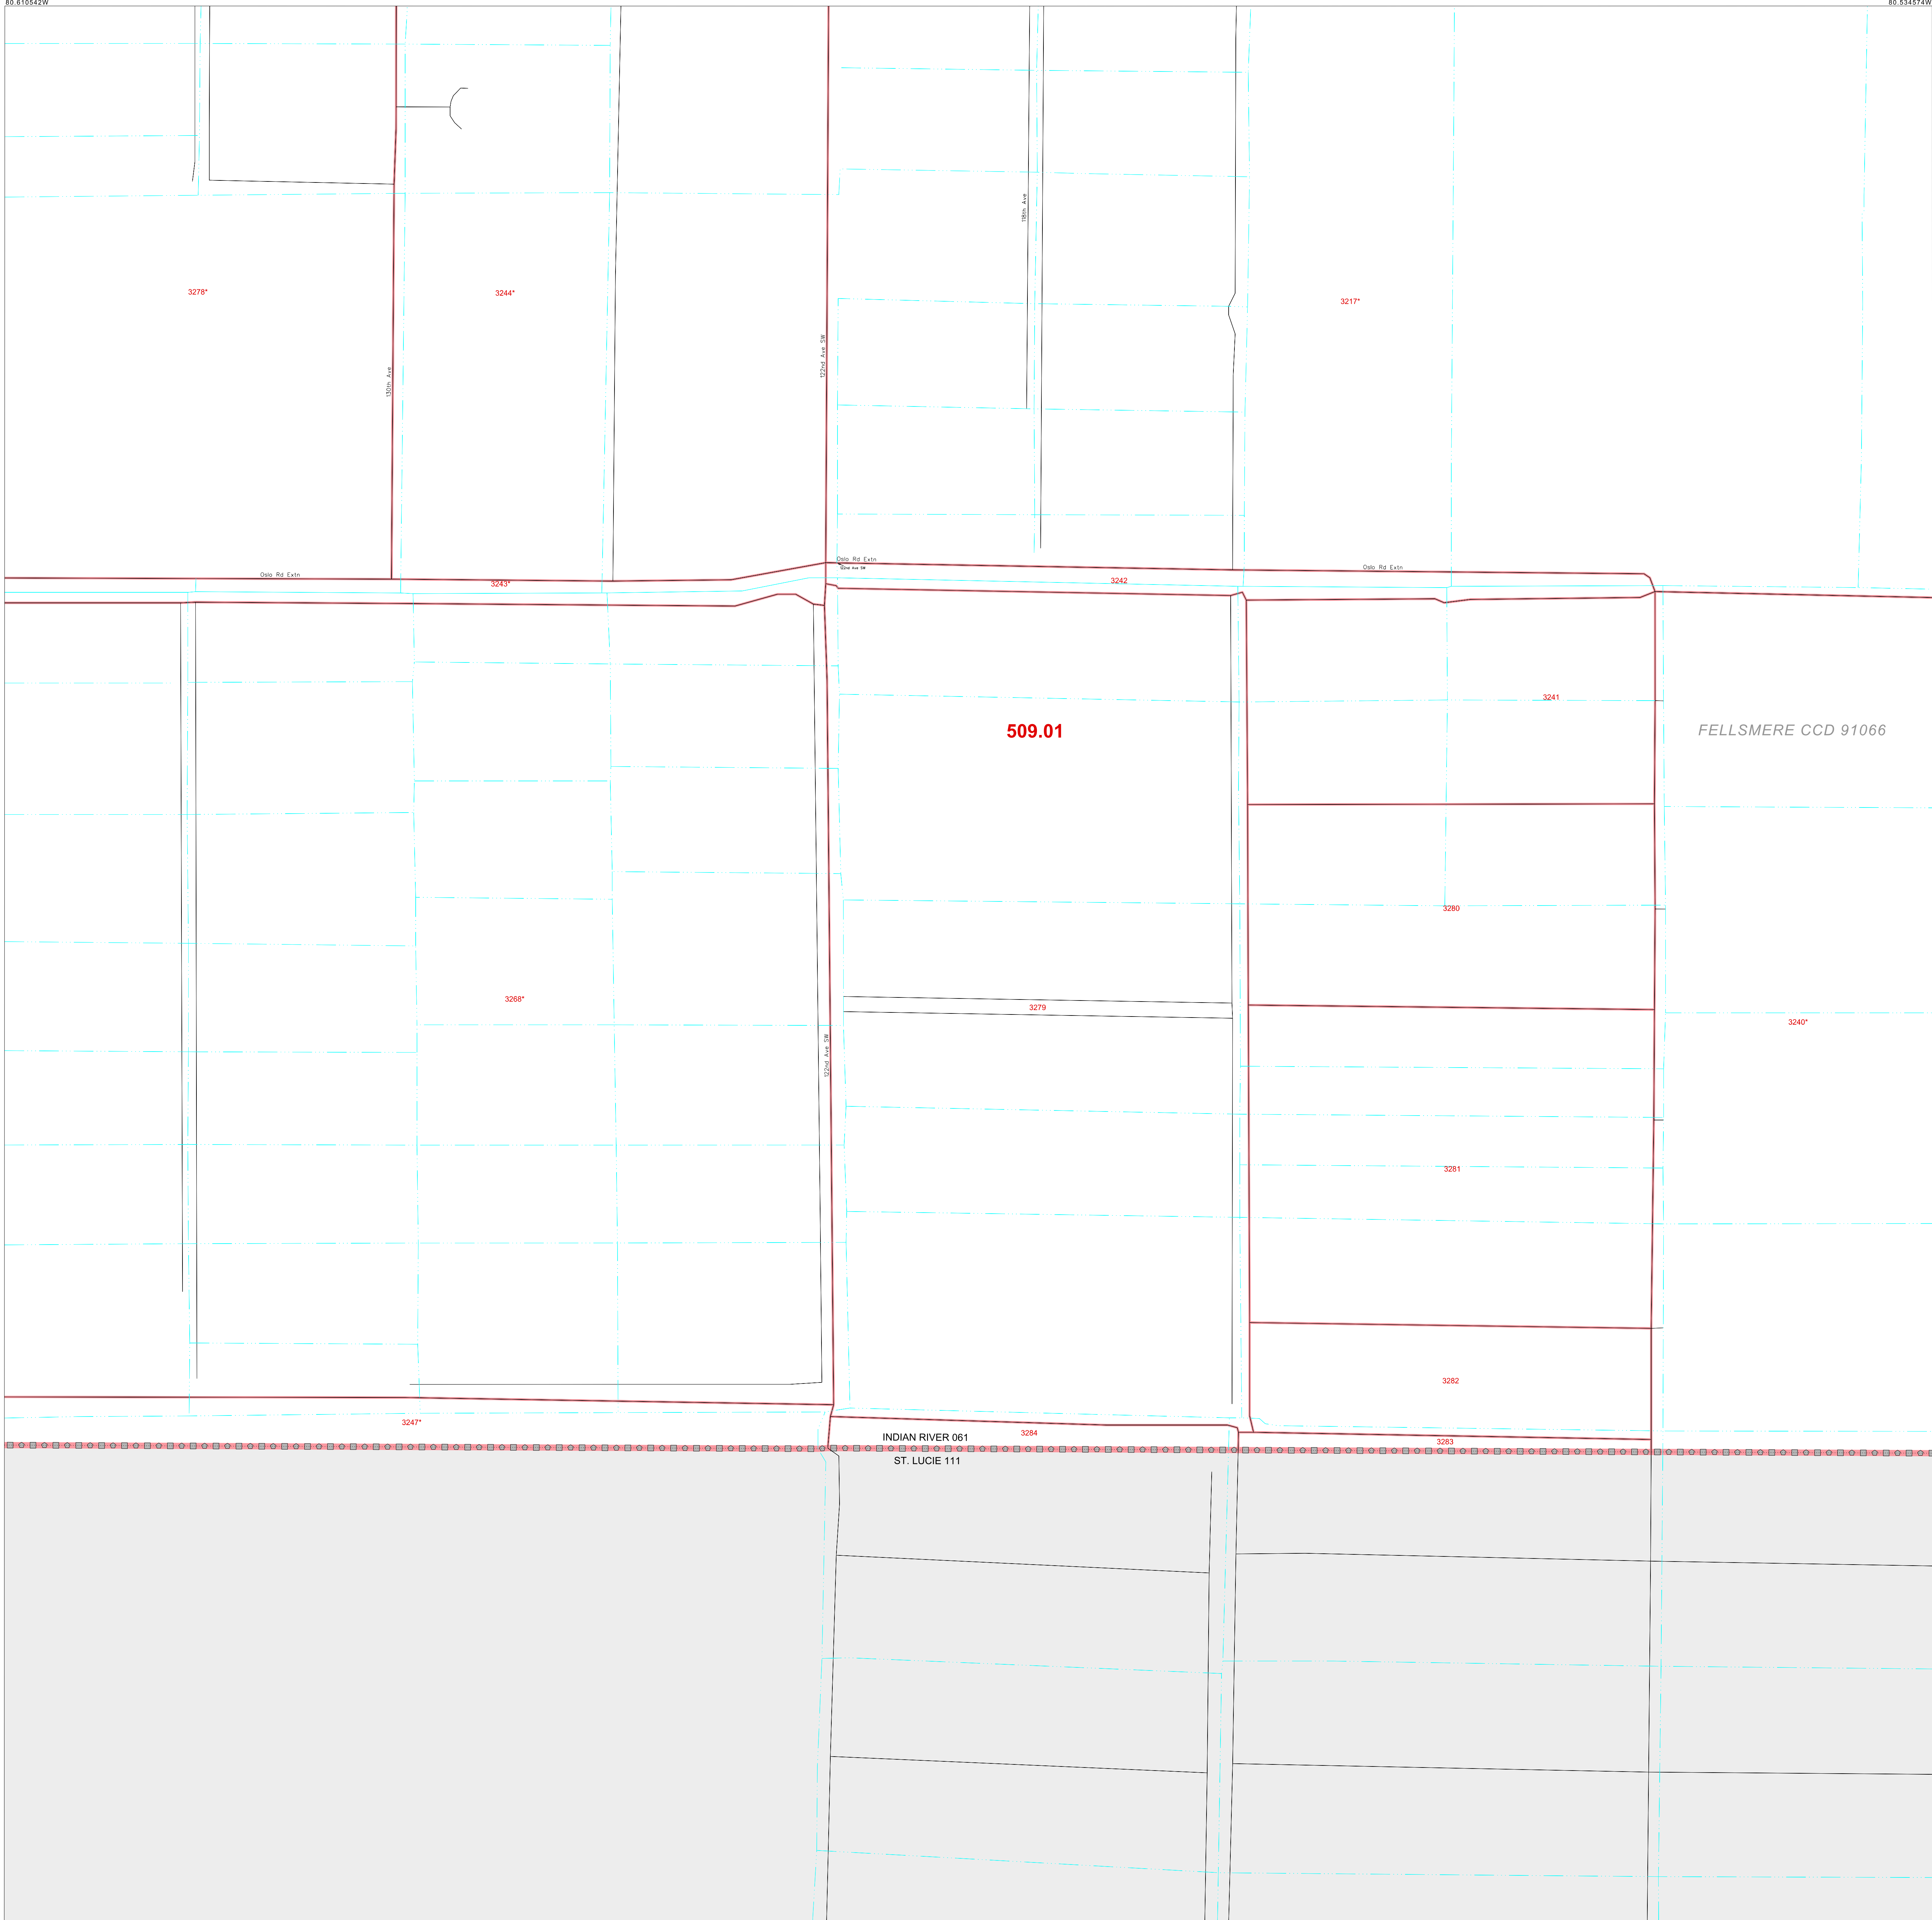 80.610542W
80.534574W
118th Ave
3278*
3244*
3217*
122nd Ave SW
130th Ave
Oslo Rd Extn
Oslo Rd Extn
122nd Ave SW
Oslo Rd Extn
3243*
3242
3241
509.01
FELLSMERE CCD 91066
3280
3268*
3279
3240*
122nd Ave SW
3281
3282
3247*
3284
INDIAN RIVER 061
3283
ST. LUCIE 111